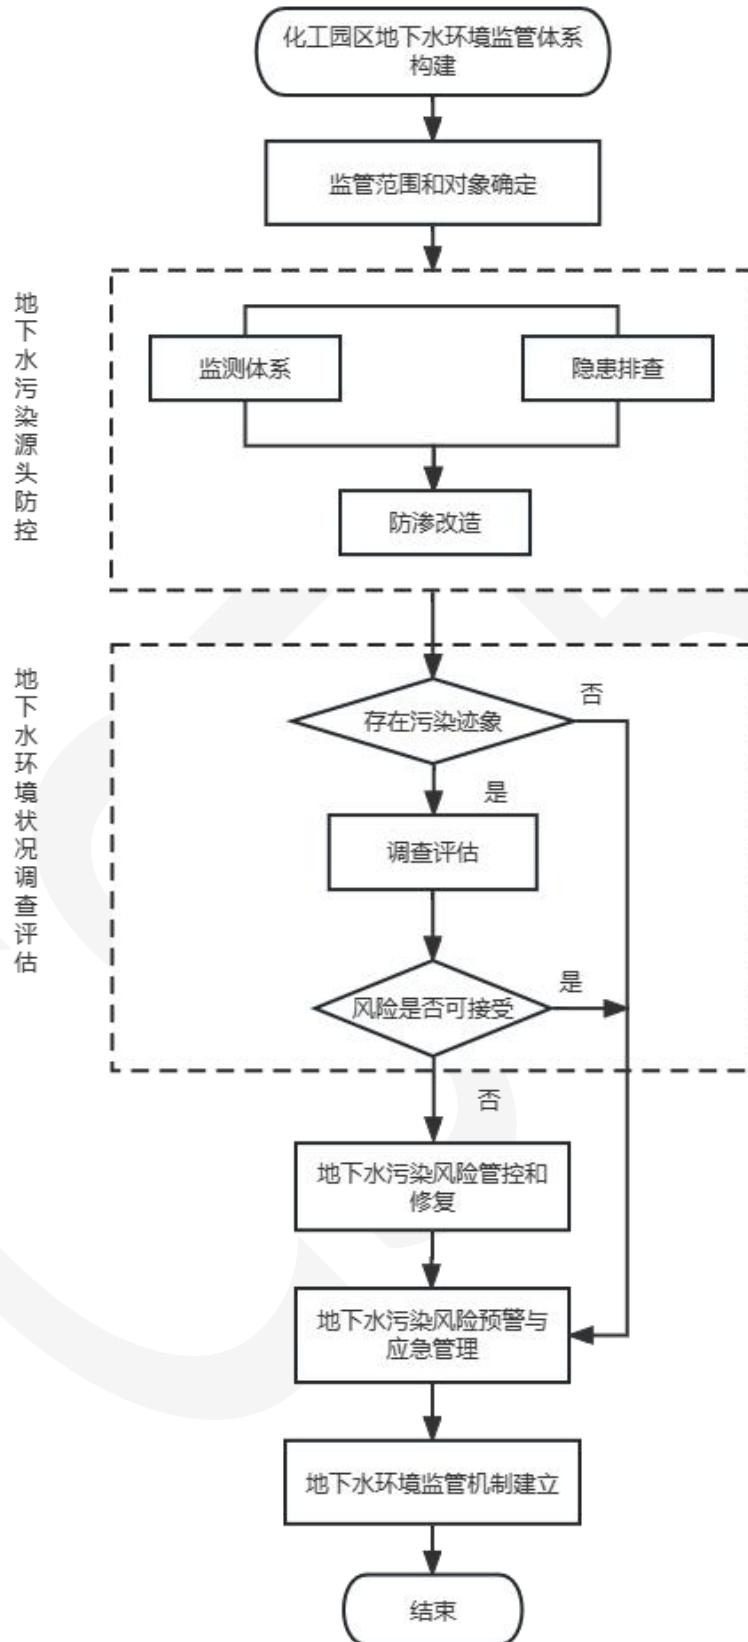 化工园区地下水环境监管体系
构建
监管范围和对象确定
地下水污染源头防控
监测体系
隐患排查
防渗改造
地下水环境状况调查评估
存在污染迹象
否
是
调查评估
风险是否可接受
是
否
地下水污染风险管控和
修复
地下水污染风险预警与
应急管理
地下水环境监管机制建立
结束